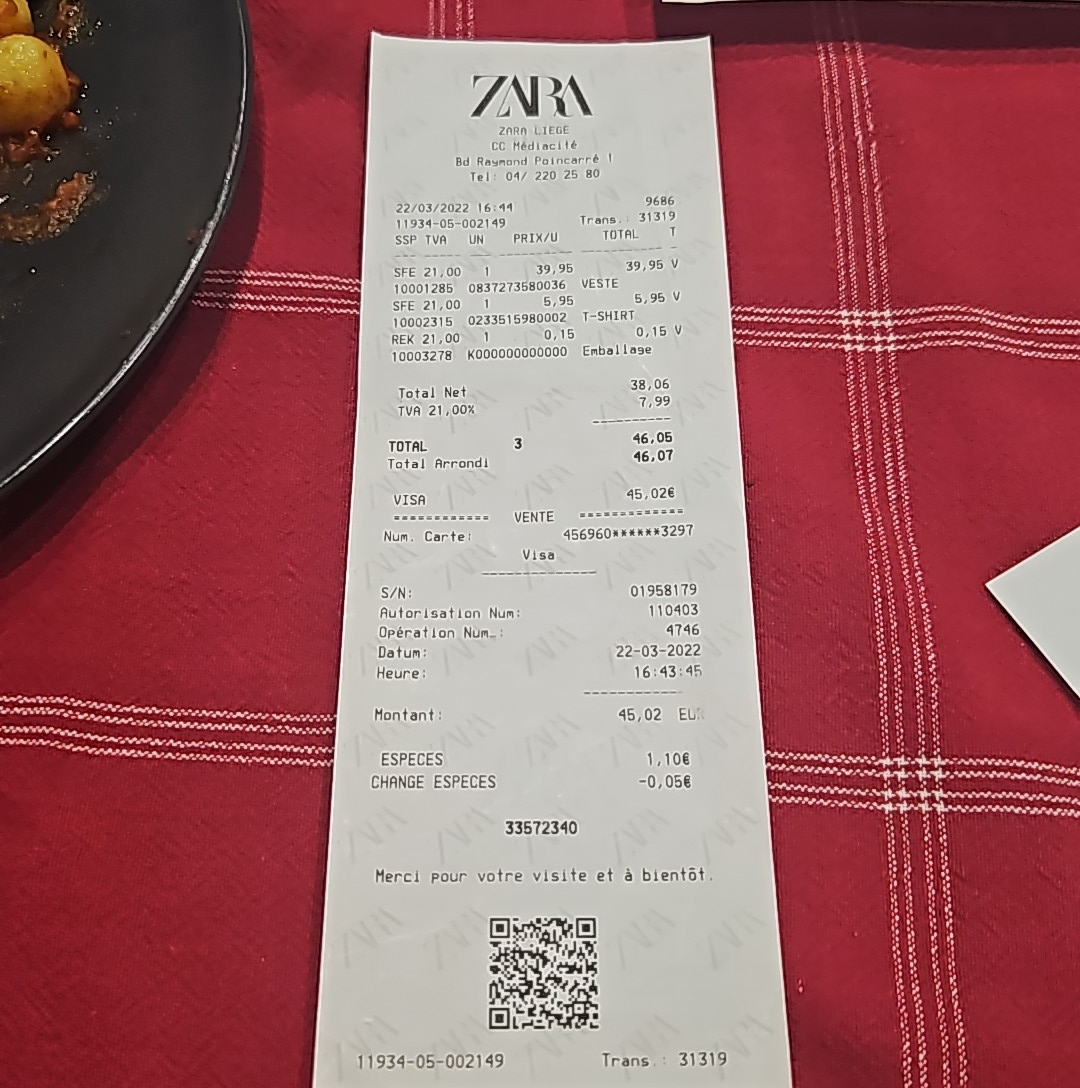 ZARA
ZARA LIEGE
CC Médiacité
Bd Raymond Poincarré 1
Tel: 04/ 220 25 80
22/03/2022 16:44 9686
11934-05-002149 Trans.: 31319
SSP TVA UN PRIX/U TOTAL T
SFE 21,00 1 39,95 39,95 V
10001285 0837273580036 VESTE
SFE 21,00 1 5,95 5,95 V
10002315 0233515980002 T-SHIRT
REK 21,00 1 0,15 0,15 V
10003278 K000000000000 Emballage
Total Net 38,06
TVA 21,00% 7,99
----------
TOTAL 3 46,05
Total Arrondi 46,07
VISA 45,02€
============ VENTE =============
Num. Carte: 456960******3297
Visa
-------------
S/N: 01958179
Autorisation Num: 110403
Opération Num.: 4746
Datum: 22-03-2022
Heure: 16:43:45
-----------
Montant: 45,02 EUR
ESPECES 1,10€
CHANGE ESPECES -0,05€
33572340
Merci pour votre visite et à bientôt.
11934-05-002149 Trans.: 31319